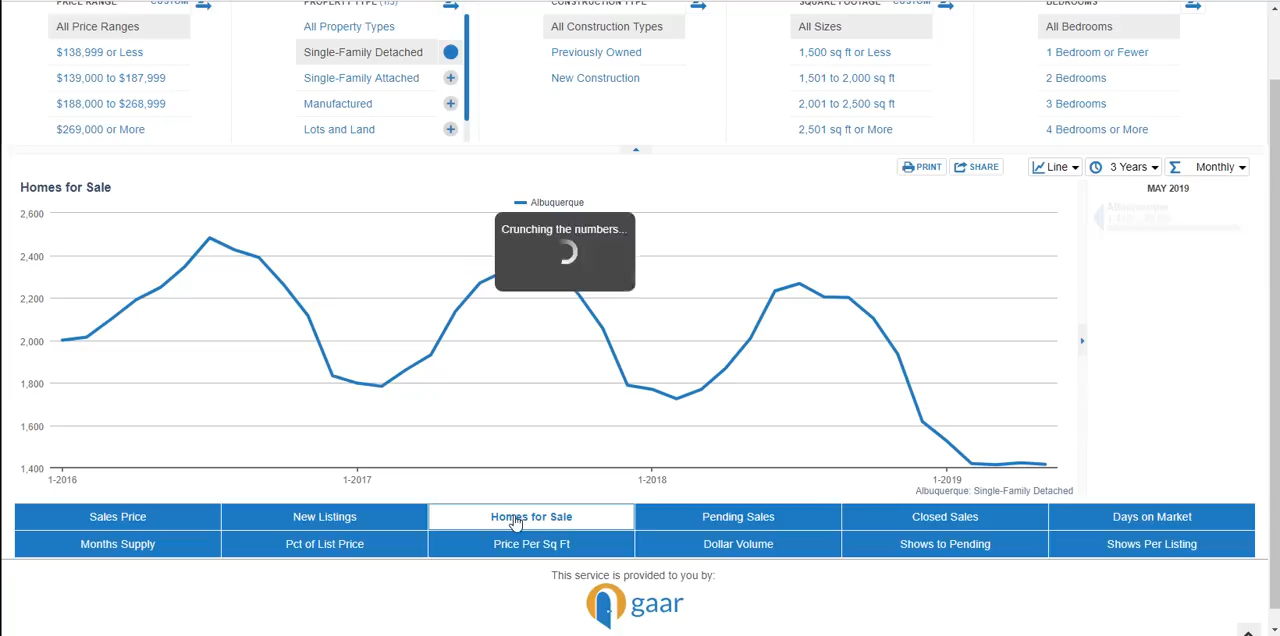 PRICE RANGE CUSTOM PROPERTY TYPE (1/5) CONSTRUCTION TYPE SQUARE FOOTAGE CUSTOM BEDROOMS
All Price Ranges All Property Types All Construction Types All Sizes All Bedrooms
$138,999 or Less Single-Family Detached Previously Owned 1,500 sq ft or Less 1 Bedroom or Fewer
$139,000 to $187,999 Single-Family Attached New Construction 1,501 to 2,000 sq ft 2 Bedrooms
$188,000 to $268,999 Manufactured 2,001 to 2,500 sq ft 3 Bedrooms
$269,000 or More Lots and Land 2,501 sq ft or More 4 Bedrooms or More
PRINT SHARE Line 3 Years Monthly
Homes for Sale MAY 2019
Albuquerque
Albuquerque
Crunching the numbers...
2,600
2,400
2,200
2,000
1,800
1,600
1,400
1-2016 1-2017 1-2018 1-2019
Albuquerque: Single-Family Detached
Sales Price New Listings Homes for Sale Pending Sales Closed Sales Days on Market
Months Supply Pct of List Price Price Per Sq Ft Dollar Volume Shows to Pending Shows Per Listing
This service is provided to you by:
gaar